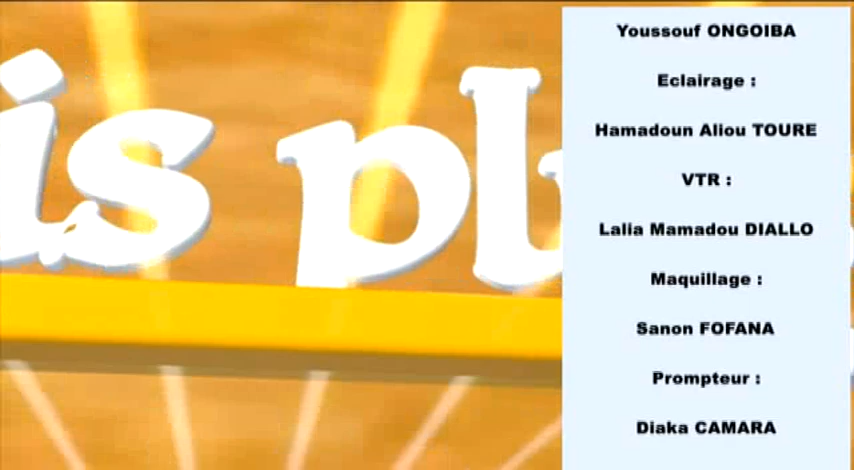 is pl
Youssouf ONGOIBA
Eclairage :
Hamadoun Aliou TOURE
VTR :
Lalia Mamadou DIALLO
Maquillage :
Sanon FOFANA
Prompteur :
Diaka CAMARA